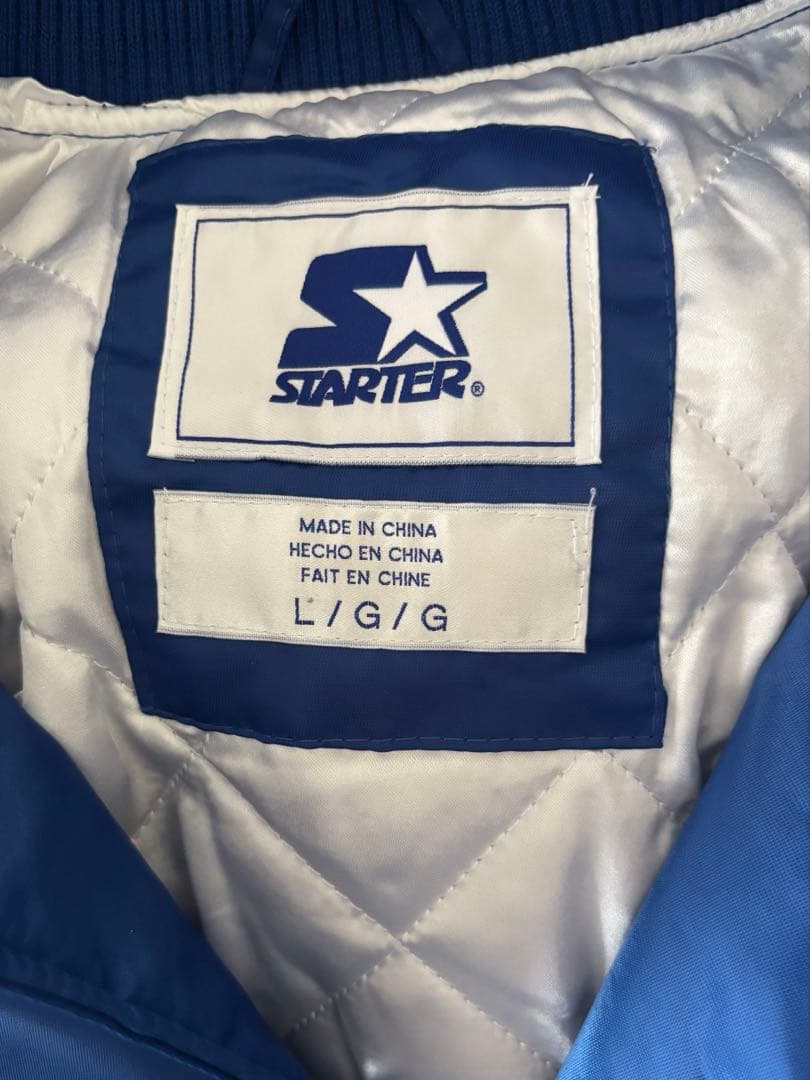 STARTER®
MADE IN CHINA
HECHO EN CHINA
FAIT EN CHINE
L / G / G